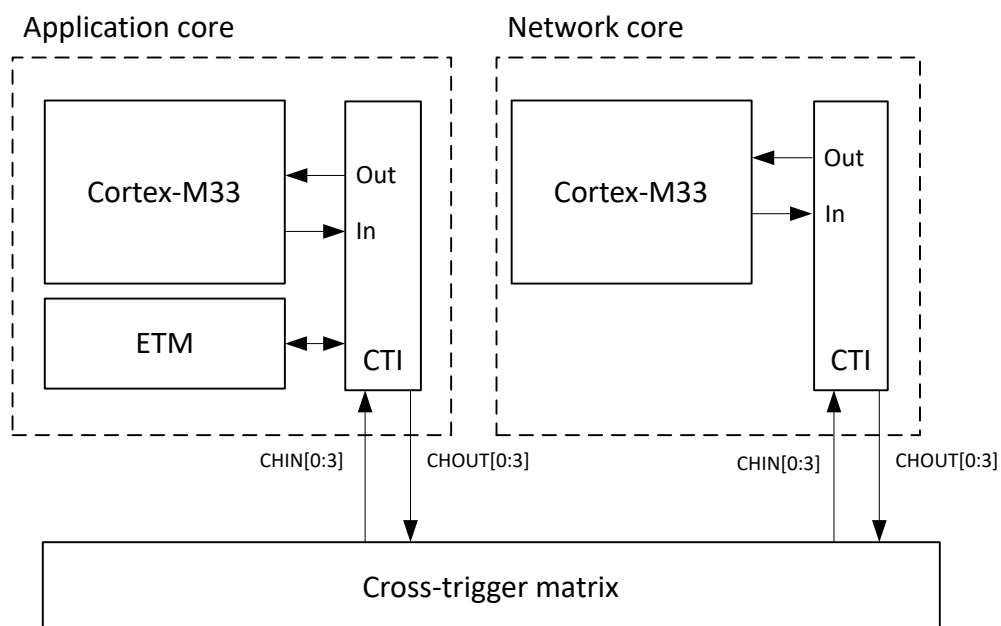 Application core
Network core
Cortex-M33
Out
In
ETM
CTI
Cortex-M33
Out
In
CTI
CHIN[0:3]
CHOUT[0:3]
CHIN[0:3]
CHOUT[0:3]
Cross-trigger matrix